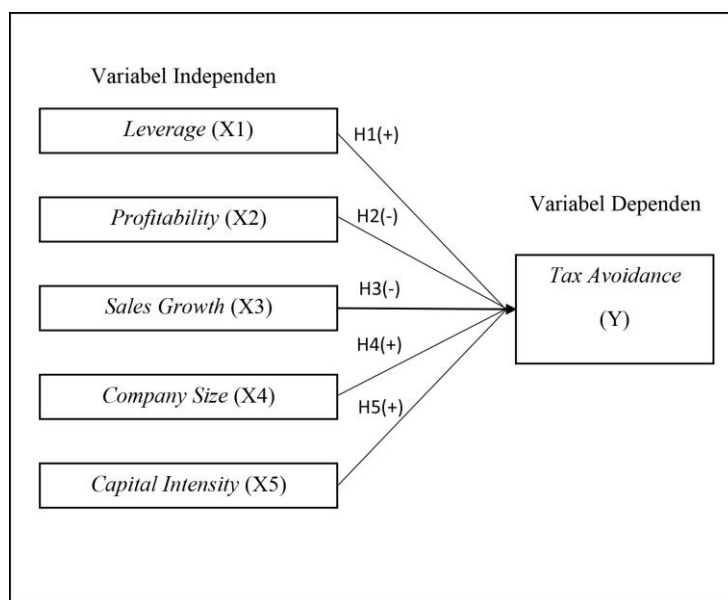 Variabel Independen
Leverage (X1)
H1(+)
Profitability (X2)
H2(-)
Variabel Dependen
Sales Growth (X3)
H3(-)
Tax Avoidance
(Y)
H4(+)
Company Size (X4)
H5(+)
Capital Intensity (X5)